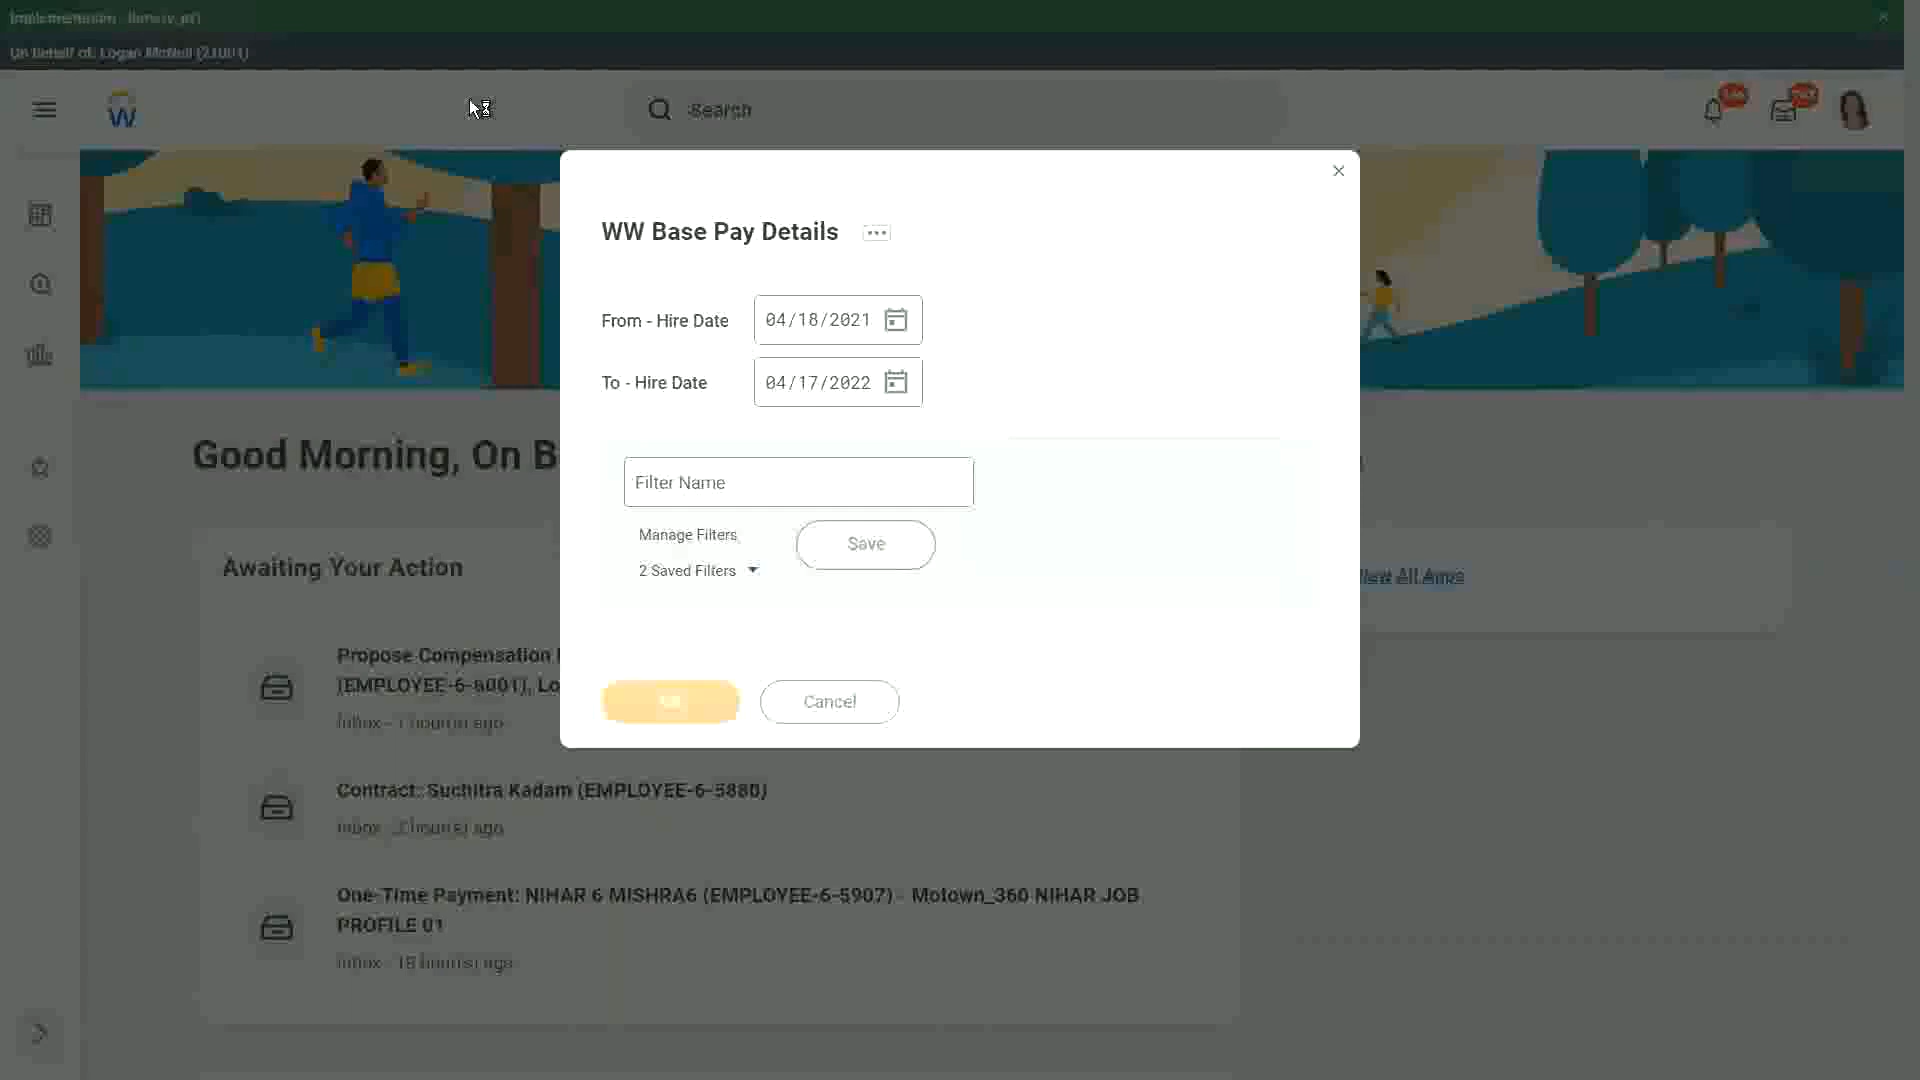 On behalf of: Logan McNeil (21001)
W
Search
WW Base Pay Details
From - Hire Date 04/18/2021
To - Hire Date 04/17/2022
Filter Name
Manage Filters
2 Saved Filters
Save
Cancel
Good Morning, On B
Awaiting Your Action
View All Apps
Propose Compensation
(EMPLOYEE-6-6001), Lo
Inbox - 1 hour(s) ago
Contract: Suchitra Kadam (EMPLOYEE-6-5880)
Inbox - 2 hour(s) ago
One-Time Payment: NIHAR 6 MISHRA6 (EMPLOYEE-6-5907) - Motown_360 NIHAR JOB
PROFILE 01
Inbox - 18 hour(s) ago